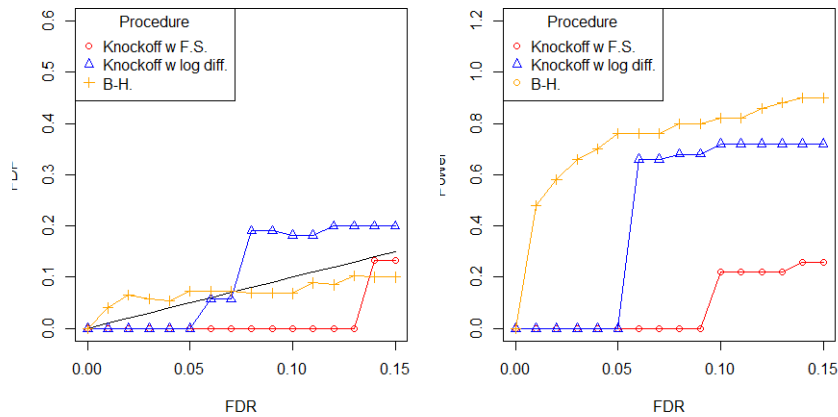 0.0 0.1 0.2 0.3 0.4 0.5 0.6
Procedure
Knockoff w F.S.
Knockoff w log diff.
B-H.
0.00 0.05 0.10 0.15
FDR
0.0 0.2 0.4 0.6 0.8 1.0 1.2
Power
Procedure
Knockoff w F.S.
Knockoff w log diff.
B-H.
0.00 0.05 0.10 0.15
FDR